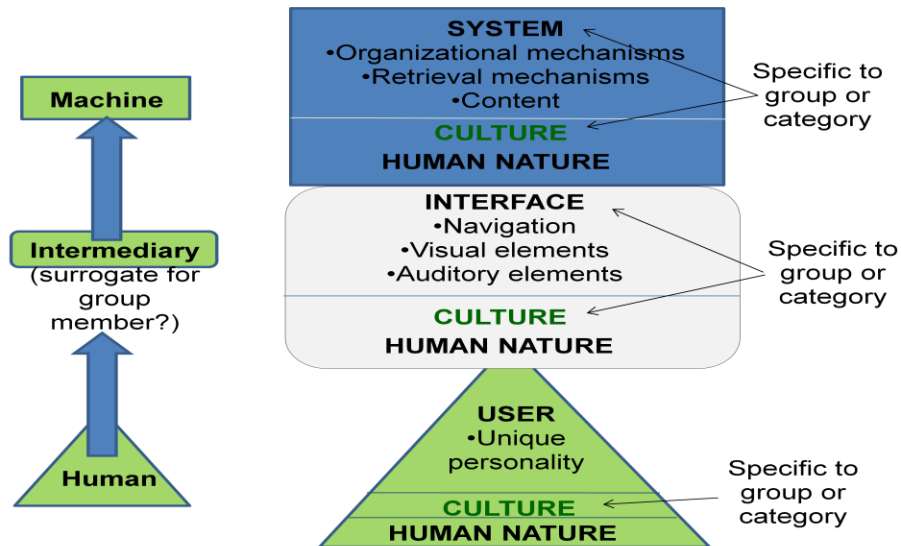 Machine
Intermediary
(surrogate for
group
member?)
Human
SYSTEM
•Organizational mechanisms
•Retrieval mechanisms
•Content
CULTURE
HUMAN NATURE
Specific to
group or
category
INTERFACE
•Navigation
•Visual elements
•Auditory elements
CULTURE
HUMAN NATURE
Specific to
group or
category
USER
•Unique
personality
CULTURE
HUMAN NATURE
Specific to
group or
category